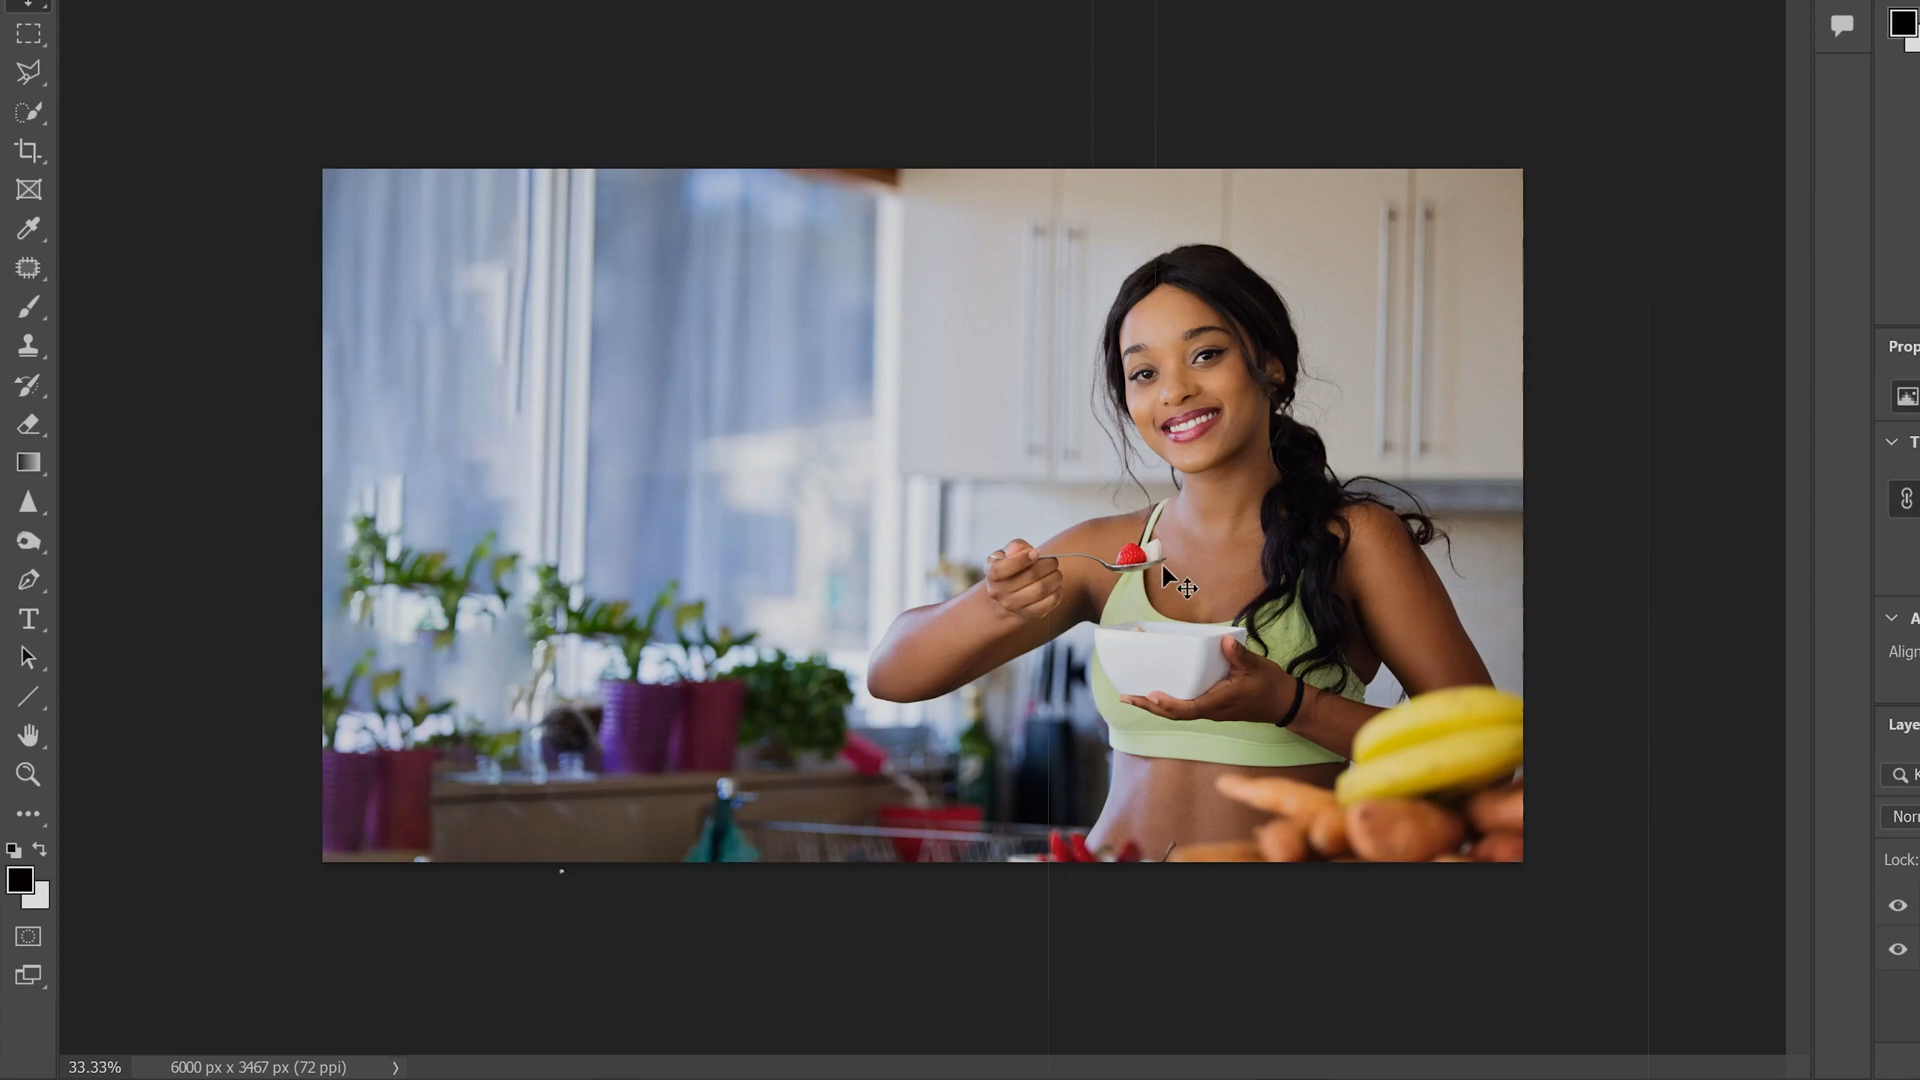 Prop
T
A
Align
Laye
K
Nor
Lock:
33.33%
6000 px x 3467 px (72 ppi)